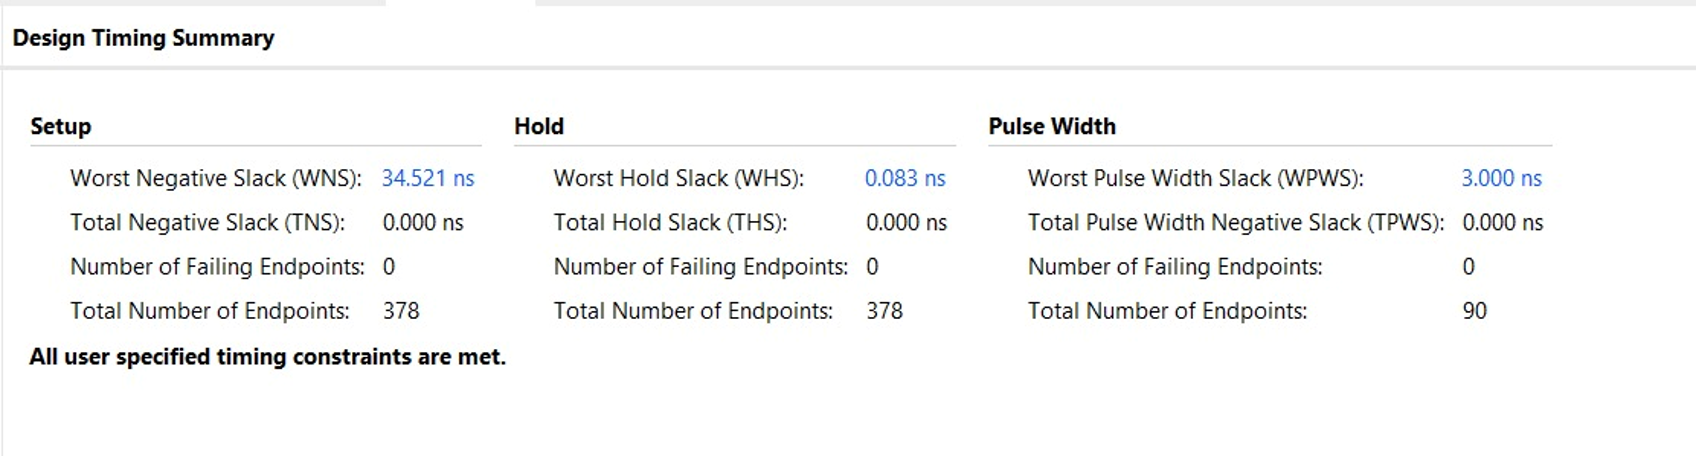 Design Timing Summary
Setup
Worst Negative Slack (WNS): 34.521 ns
Total Negative Slack (TNS): 0.000 ns
Number of Failing Endpoints: 0
Total Number of Endpoints: 378
Hold
Worst Hold Slack (WHS): 0.083 ns
Total Hold Slack (THS): 0.000 ns
Number of Failing Endpoints: 0
Total Number of Endpoints: 378
Pulse Width
Worst Pulse Width Slack (WPWS): 3.000 ns
Total Pulse Width Negative Slack (TPWS): 0.000 ns
Number of Failing Endpoints: 0
Total Number of Endpoints: 90
All user specified timing constraints are met.